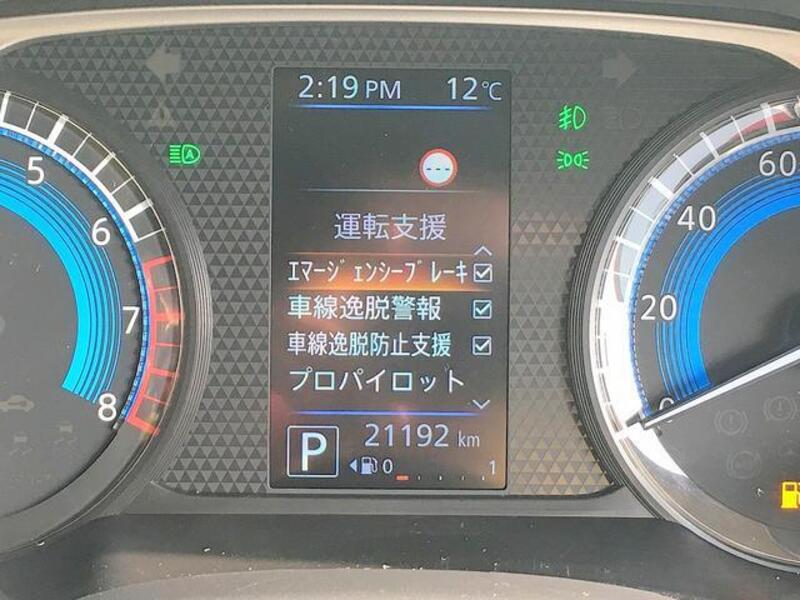 2:19 PM 12℃
---
運転支援
ｴﾏｰｼﾞｪﾝｼｰﾌﾞﾚｰｷ
車線逸脱警報
車線逸脱防止支援
プロパイロット
21192 km
P
0 1
5
6
7
8
A
60
40
20
0